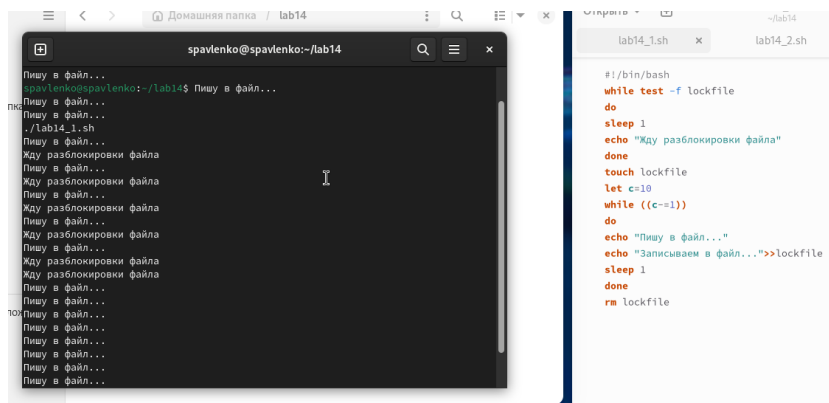 Домашняя папка / lab14
spavlenko@spavlenko:~/lab14
Пишу в файл...
spavlenko@spavlenko:~/lab14$ Пишу в файл...
Пишу в файл...
Пишу в файл...
./lab14_1.sh
Пишу в файл...
Жду разблокировки файла
Пишу в файл...
Жду разблокировки файла
Пишу в файл...
Жду разблокировки файла
Пишу в файл...
Жду разблокировки файла
Пишу в файл...
Жду разблокировки файла
Жду разблокировки файла
Пишу в файл...
Пишу в файл...
Пишу в файл...
Пишу в файл...
Пишу в файл...
Пишу в файл...
Пишу в файл...
Пишу в файл...
Открыть
~/lab14
lab14_1.sh
lab14_2.sh
#!/bin/bash
while test -f lockfile
do
sleep 1
echo "Жду разблокировки файла"
done
touch lockfile
let c=10
while ((c-=1))
do
echo "Пишу в файл..."
echo "Записываем в файл...">>lockfile
sleep 1
done
rm lockfile